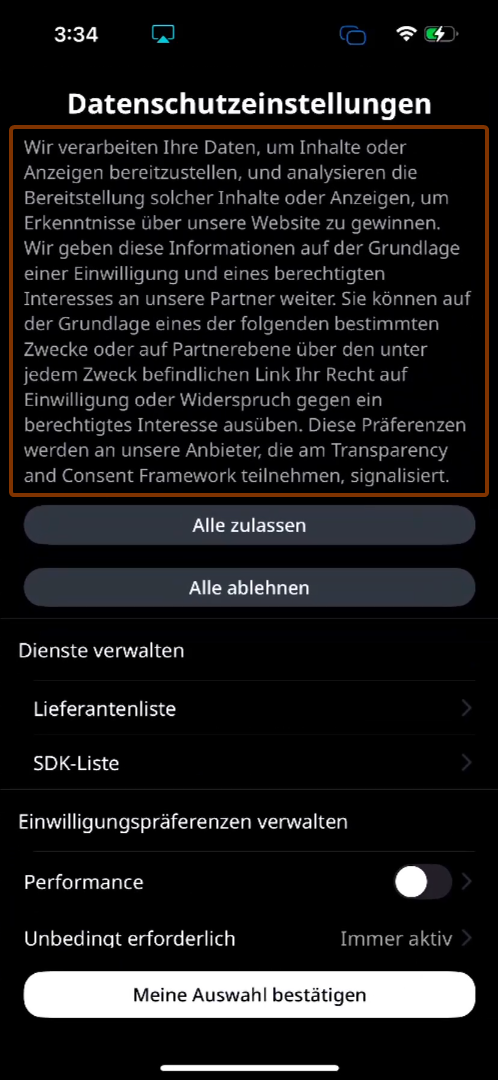 3:34
Datenschutzeinstellungen
Wir verarbeiten Ihre Daten, um Inhalte oder
Anzeigen bereitzustellen, und analysieren die
Bereitstellung solcher Inhalte oder Anzeigen, um
Erkenntnisse über unsere Website zu gewinnen.
Wir geben diese Informationen auf der Grundlage
einer Einwilligung und eines berechtigten
Interesses an unsere Partner weiter. Sie können auf
der Grundlage eines der folgenden bestimmten
Zwecke oder auf Partnerebene über den unter
jedem Zweck befindlichen Link Ihr Recht auf
Einwilligung oder Widerspruch gegen ein
berechtigtes Interesse ausüben. Diese Präferenzen
werden an unsere Anbieter, die am Transparency
and Consent Framework teilnehmen, signalisiert.
Alle zulassen
Alle ablehnen
Dienste verwalten
Lieferantenliste
SDK-Liste
Einwilligungspräferenzen verwalten
Performance
Unbedingt erforderlich Immer aktiv
Meine Auswahl bestätigen